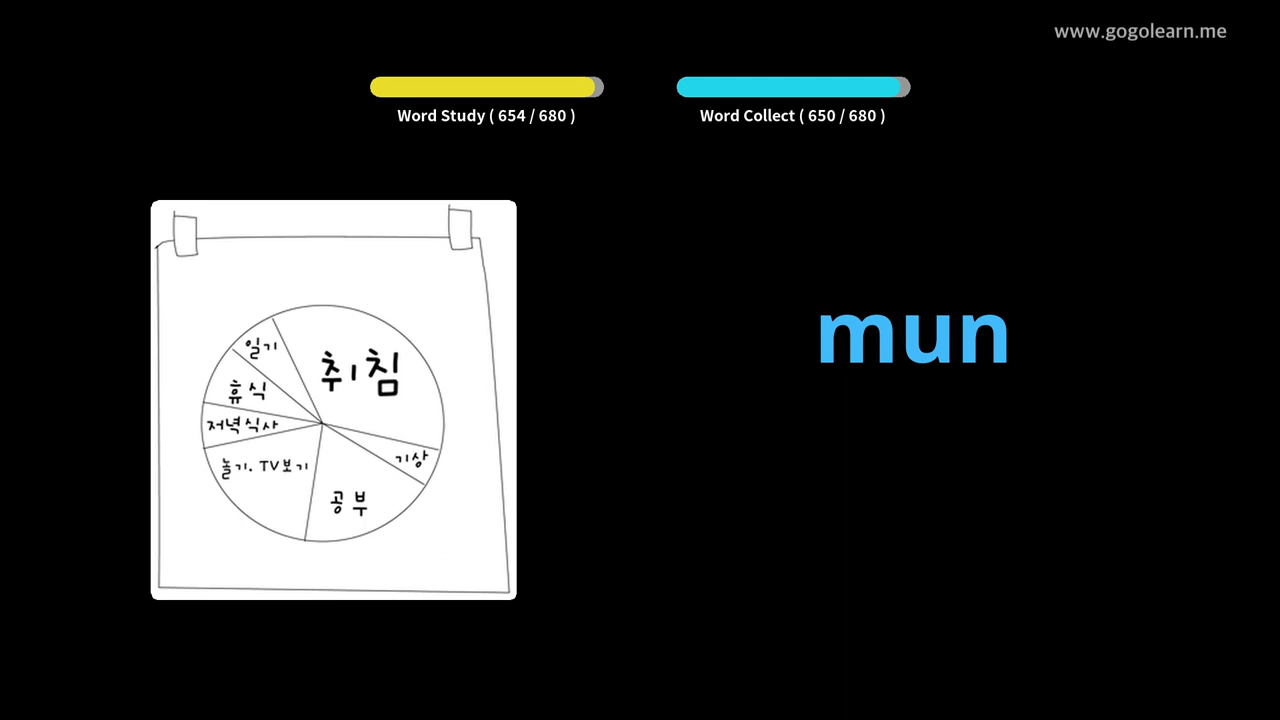 www.gogolearn.me
Word Study ( 654 / 680 )
Word Collect ( 650 / 680 )
일기
취침
휴식
저녁식사
놀기. TV보기
기상
공부
mun